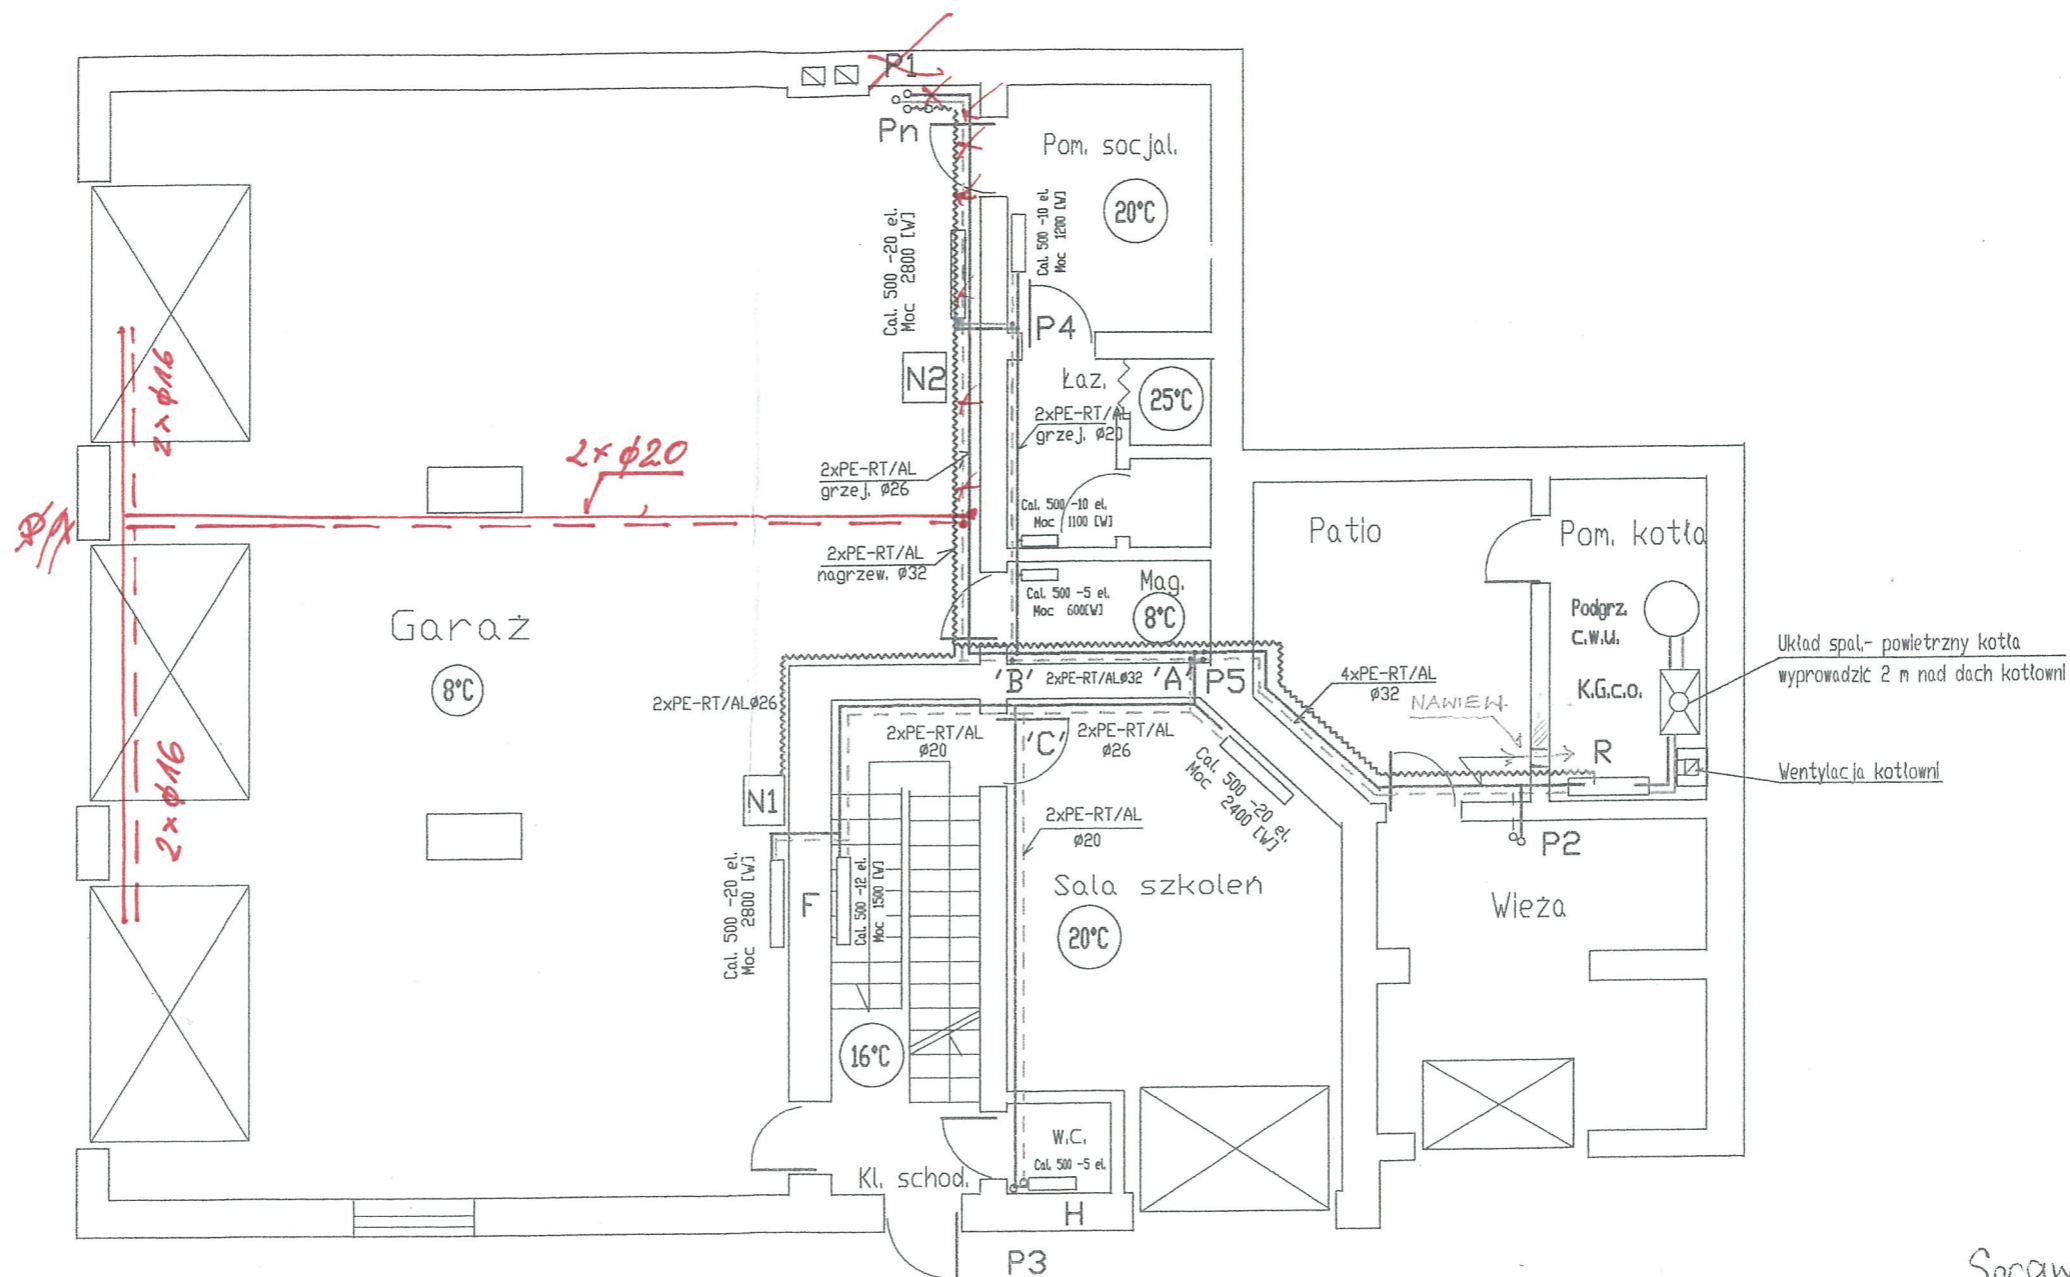 P1
Pn
Pom. socjal.
20°C
Cal. 500 -20 el.
Moc 2800 [W]
Cal. 500 -10 el.
Moc 1200 [W]
P4
N2
Łaz.
25°C
2xPE-RT/AL
grzej. ø20
2xø16
2xø20
2xPE-RT/AL
grzej. ø26
Cal. 500 -10 el.
Moc 1100 [W]
Patio
Pom. kotła
2xPE-RT/AL
nagrzew. ø32
Mag.
8°C
Cal. 500 -5 el.
Moc 600[W]
Podgrz.
c.w.u.
Garaż
8°C
Układ spal.- powietrzny kotła
wyprowadzić 2 m nad dach kotłowni
'B'
2xPE-RT/ALø32
'A'
P5
4xPE-RT/AL
ø32
K.G.c.o.
NAWIEW.
2xPE-RT/ALø26
2xPE-RT/AL
ø20
'C'
2xPE-RT/AL
ø26
R
Wentylacja kotłowni
Cal. 500 -20 el.
Moc 2400 [W]
N1
2xø16
2xPE-RT/AL
ø20
P2
Cal. 500 -20 el.
Moc 2800 [W]
F
Cal. 500 -12 el.
Moc 1500 [W]
Sala szkoleń
20°C
Wieża
16°C
W.C.
Cal. 500 -5 el.
Kl. schod.
H
P3